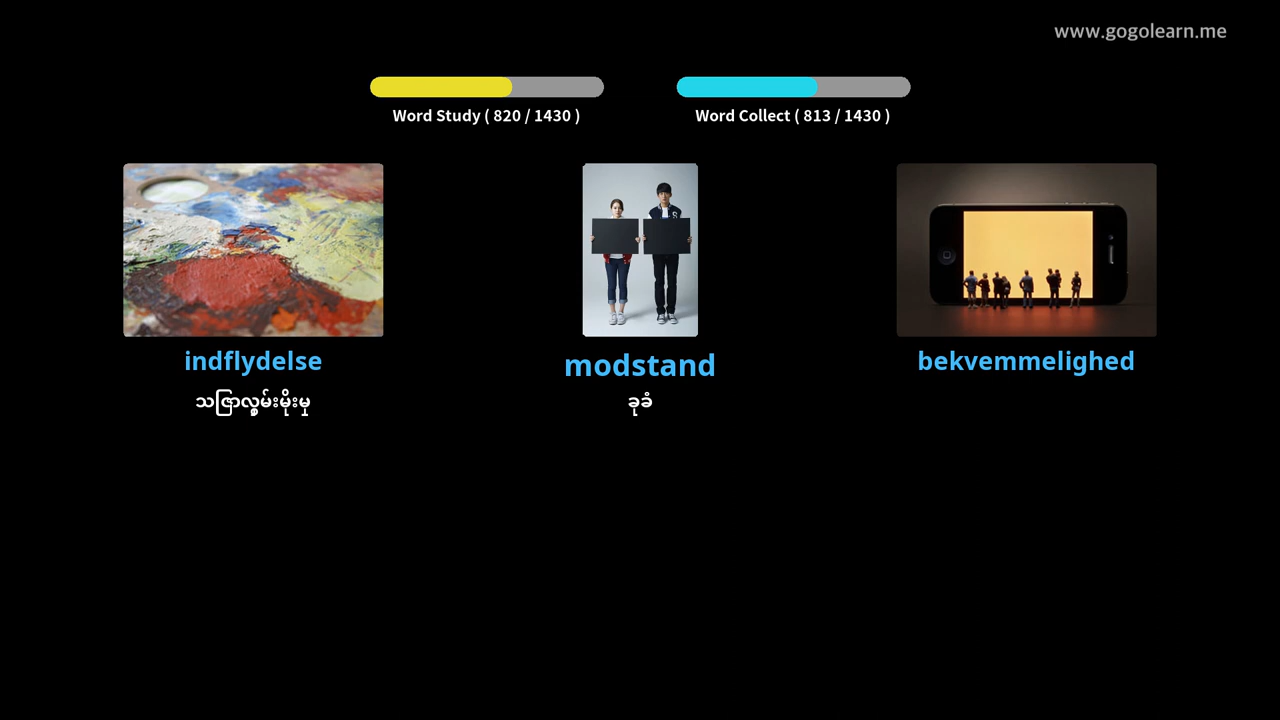 www.gogolearn.me
Word Study ( 820 / 1430 )
Word Collect ( 813 / 1430 )
indflydelse
modstand
bekvemmelighed
သဇြာလွှမ်းမိုးမှု
ခုခံ